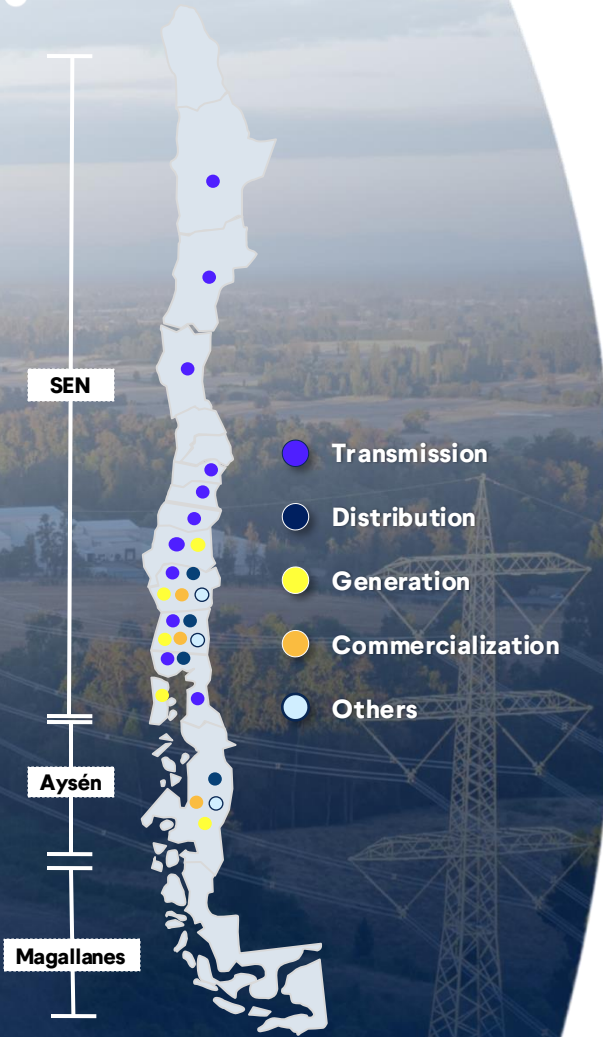 SEN
Transmission
Distribution
Generation
Commercialization
Others
Aysén
Magallanes